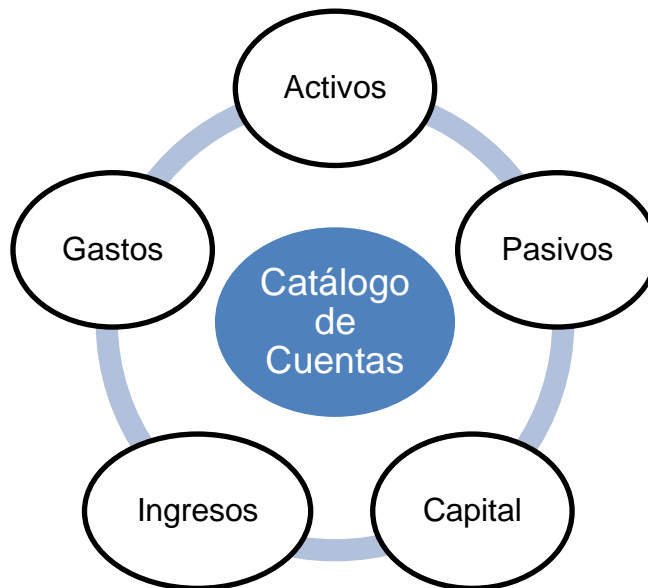 Activos
Pasivos
Capital
Ingresos
Gastos
Catálogo
de
Cuentas